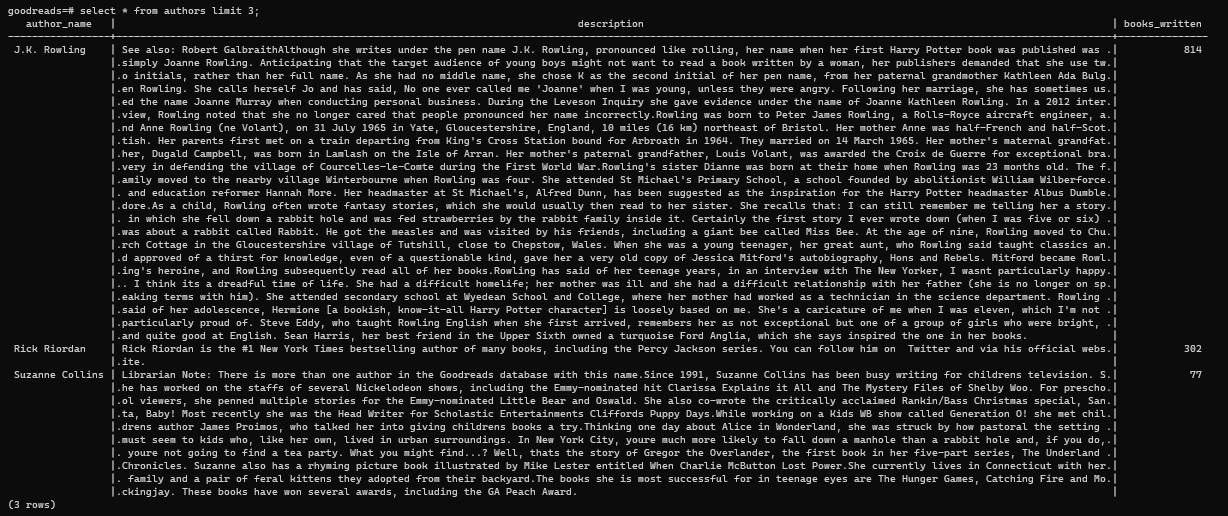 goodreads=# select * from authors limit 3;
author_name | description | books_written
J.K. Rowling | See also: Robert GalbraithAlthough she writes under the pen name J.K. Rowling, pronounced like rolling, her name when her first Harry Potter book was published was .| 814
|.simply Joanne Rowling. Anticipating that the target audience of young boys might not want to read a book written by a woman, her publishers demanded that she use tw.|
|.o initials, rather than her full name. As she had no middle name, she chose K as the second initial of her pen name, from her paternal grandmother Kathleen Ada Bulg.|
|.en Rowling. She calls herself Jo and has said, No one ever called me 'Joanne' when I was young, unless they were angry. Following her marriage, she has sometimes us.|
|.ed the name Joanne Murray when conducting personal business. During the Leveson Inquiry she gave evidence under the name of Joanne Kathleen Rowling. In a 2012 inter.|
|.view, Rowling noted that she no longer cared that people pronounced her name incorrectly.Rowling was born to Peter James Rowling, a Rolls-Royce aircraft engineer, a.|
|.nd Anne Rowling (ne Volant), on 31 July 1965 in Yate, Gloucestershire, England, 10 miles (16 km) northeast of Bristol. Her mother Anne was half-French and half-Scot.|
|.tish. Her parents first met on a train departing from King's Cross Station bound for Arbroath in 1964. They married on 14 March 1965. Her mother's maternal grandfat.|
|.her, Dugald Campbell, was born in Lamlash on the Isle of Arran. Her mother's paternal grandfather, Louis Volant, was awarded the Croix de Guerre for exceptional bra.|
|.very in defending the village of Courcelles-le-Comte during the First World War.Rowling's sister Dianne was born at their home when Rowling was 23 months old. The f.|
|.amily moved to the nearby village Winterbourne when Rowling was four. She attended St Michael's Primary School, a school founded by abolitionist William Wilberforce.|
|. and education reformer Hannah More. Her headmaster at St Michael's, Alfred Dunn, has been suggested as the inspiration for the Harry Potter headmaster Albus Dumble.|
|.dore.As a child, Rowling often wrote fantasy stories, which she would usually then read to her sister. She recalls that: I can still remember me telling her a story.|
|. in which she fell down a rabbit hole and was fed strawberries by the rabbit family inside it. Certainly the first story I ever wrote down (when I was five or six) .|
|.was about a rabbit called Rabbit. He got the measles and was visited by his friends, including a giant bee called Miss Bee. At the age of nine, Rowling moved to Chu.|
|.rch Cottage in the Gloucestershire village of Tutshill, close to Chepstow, Wales. When she was a young teenager, her great aunt, who Rowling said taught classics an.|
|.d approved of a thirst for knowledge, even of a questionable kind, gave her a very old copy of Jessica Mitford's autobiography, Hons and Rebels. Mitford became Rowl.|
|.ing's heroine, and Rowling subsequently read all of her books.Rowling has said of her teenage years, in an interview with The New Yorker, I wasnt particularly happy.|
|.. I think its a dreadful time of life. She had a difficult homelife; her mother was ill and she had a difficult relationship with her father (she is no longer on sp.|
|.eaking terms with him). She attended secondary school at Wyedean School and College, where her mother had worked as a technician in the science department. Rowling .|
|.said of her adolescence, Hermione [a bookish, know-it-all Harry Potter character] is loosely based on me. She's a caricature of me when I was eleven, which I'm not .|
|.particularly proud of. Steve Eddy, who taught Rowling English when she first arrived, remembers her as not exceptional but one of a group of girls who were bright, .|
|.and quite good at English. Sean Harris, her best friend in the Upper Sixth owned a turquoise Ford Anglia, which she says inspired the one in her books. |
Rick Riordan | Rick Riordan is the #1 New York Times bestselling author of many books, including the Percy Jackson series. You can follow him on  Twitter and via his official webs.| 302
|.ite. |
Suzanne Collins | Librarian Note: There is more than one author in the Goodreads database with this name.Since 1991, Suzanne Collins has been busy writing for childrens television. S.| 77
|.he has worked on the staffs of several Nickelodeon shows, including the Emmy-nominated hit Clarissa Explains it All and The Mystery Files of Shelby Woo. For prescho.|
|.ol viewers, she penned multiple stories for the Emmy-nominated Little Bear and Oswald. She also co-wrote the critically acclaimed Rankin/Bass Christmas special, San.|
|.ta, Baby! Most recently she was the Head Writer for Scholastic Entertainments Cliffords Puppy Days.While working on a Kids WB show called Generation O! she met chil.|
|.drens author James Proimos, who talked her into giving childrens books a try.Thinking one day about Alice in Wonderland, she was struck by how pastoral the setting .|
|.must seem to kids who, like her own, lived in urban surroundings. In New York City, youre much more likely to fall down a manhole than a rabbit hole and, if you do,.|
|. youre not going to find a tea party. What you might find...? Well, thats the story of Gregor the Overlander, the first book in her five-part series, The Underland .|
|.Chronicles. Suzanne also has a rhyming picture book illustrated by Mike Lester entitled When Charlie McButton Lost Power.She currently lives in Connecticut with her.|
|. family and a pair of feral kittens they adopted from their backyard.The books she is most successful for in teenage eyes are The Hunger Games, Catching Fire and Mo.|
|.ckingjay. These books have won several awards, including the GA Peach Award. |
(3 rows)